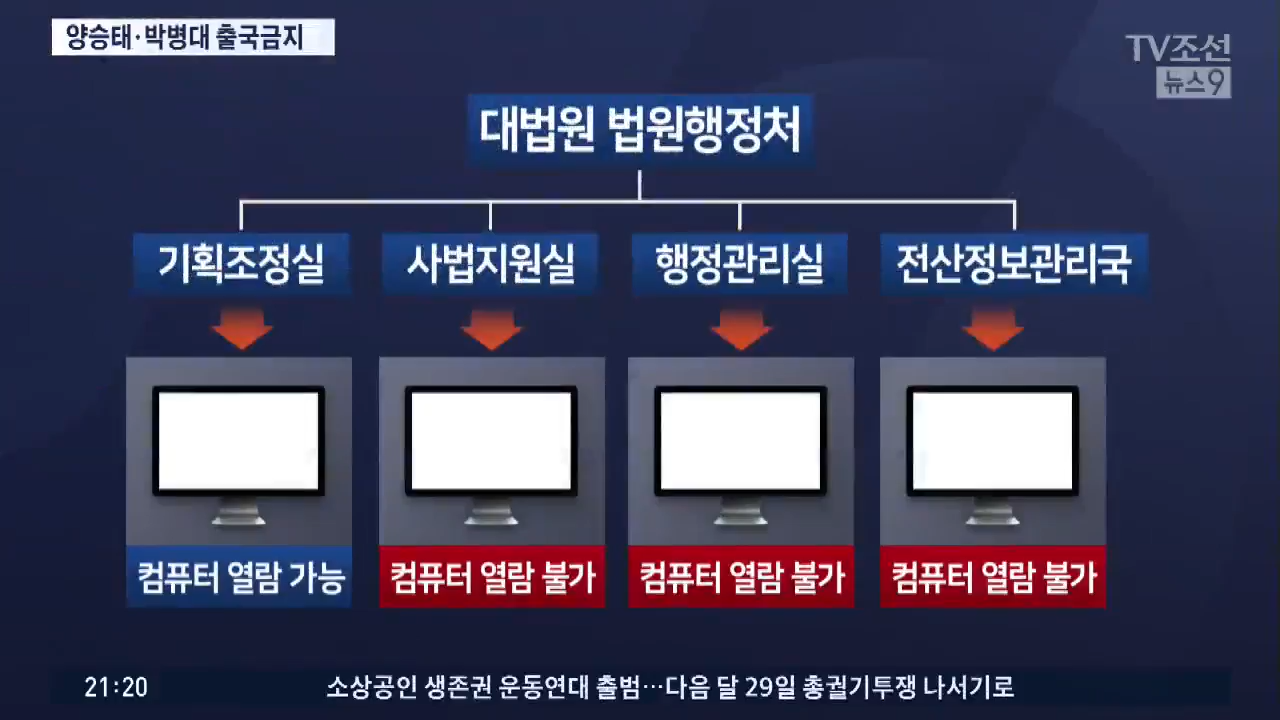 양승태·박병대 출국금지
TV조선
뉴스9
대법원 법원행정처
기획조정실
사법지원실
행정관리실
전산정보관리국
컴퓨터 열람 가능
컴퓨터 열람 불가
컴퓨터 열람 불가
컴퓨터 열람 불가
21:20
소상공인 생존권 운동연대 출범…다음 달 29일 총궐기투쟁 나서기로